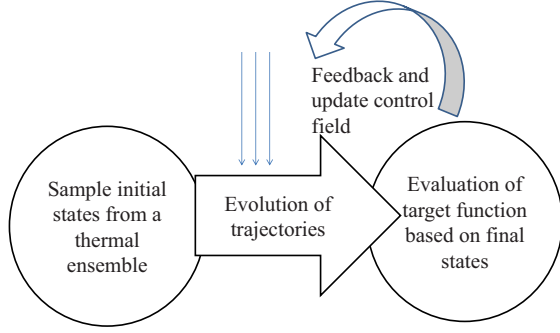 Feedback and
update control
field
Sample initial
states from a
thermal
ensemble
Evolution of
trajectories
Evaluation of
target function
based on final
states